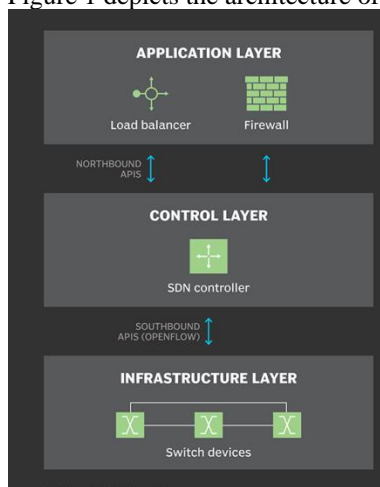 Figure 1 depicts the architecture of
APPLICATION LAYER
Load balancer
Firewall
NORTHBOUND
APIS
CONTROL LAYER
SDN controller
SOUTHBOUND
APIS (OPENFLOW)
INFRASTRUCTURE LAYER
Switch devices